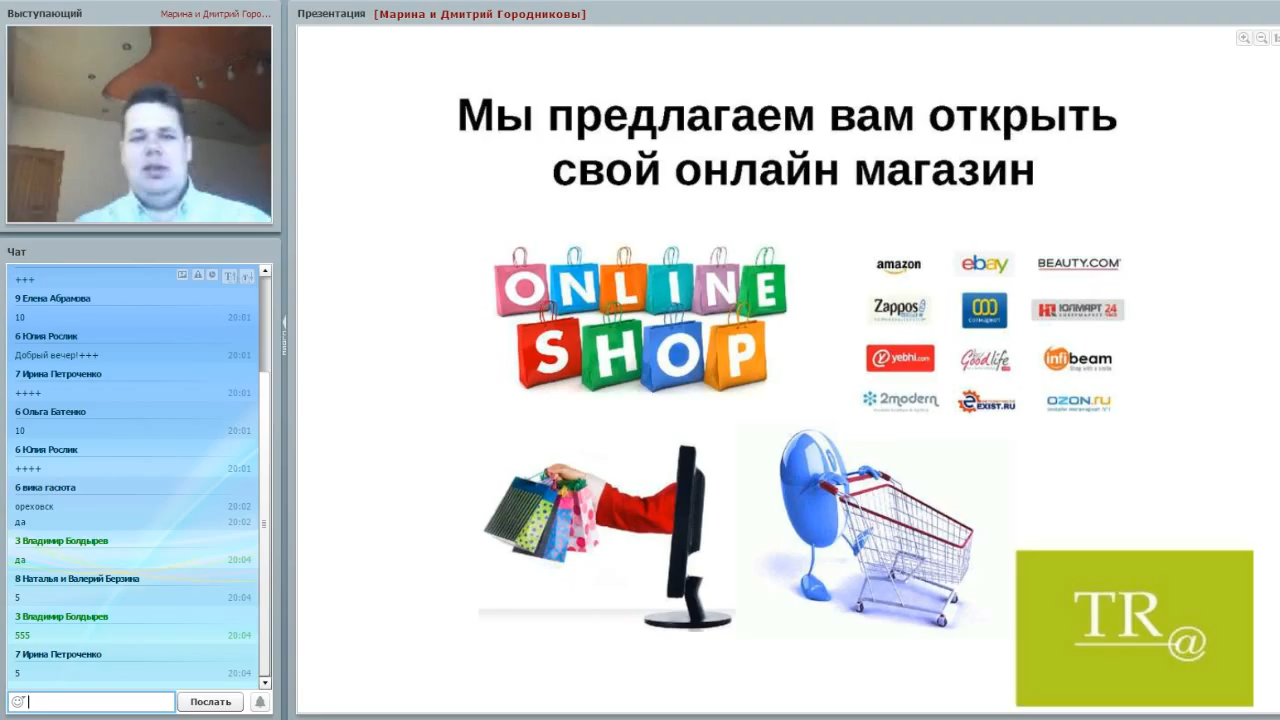 Выступающий
Марина и Дмитрий Горо...
Презентация [Марина и Дмитрий Городниковы]
Мы предлагаем вам открыть
свой онлайн магазин
ONLINE
SHOP
amazon
ebay
BEAUTY.COM
Zappos
СОТМАРКЕТ
ЮЛМАРТ 24
yebhi.com
Goodlife
infibeam
2modern
EXIST.RU
OZON.ru
TR@
Чат
+++
9 Елена Абрамова
10 20:01
6 Юлия Рослик
Добрый вечер!+++ 20:01
7 Ирина Петроченко
++++ 20:01
6 Ольга Батенко
10 20:01
6 Юлия Рослик
++++ 20:01
6 вика гасюта
ореховск 20:02
да 20:02
3 Владимир Болдырев
да 20:04
8 Наталья и Валерий Берзина
5 20:04
3 Владимир Болдырев
555 20:04
7 Ирина Петроченко
5 20:04
Послать